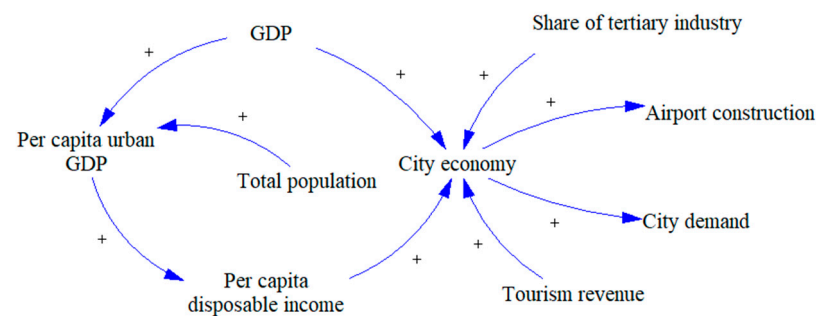 GDP
Share of tertiary industry
+
+
+
+
+
Airport construction
Per capita urban
GDP
Total population
City economy
City demand
+
+
+
+
Per capita
disposable income
Tourism revenue